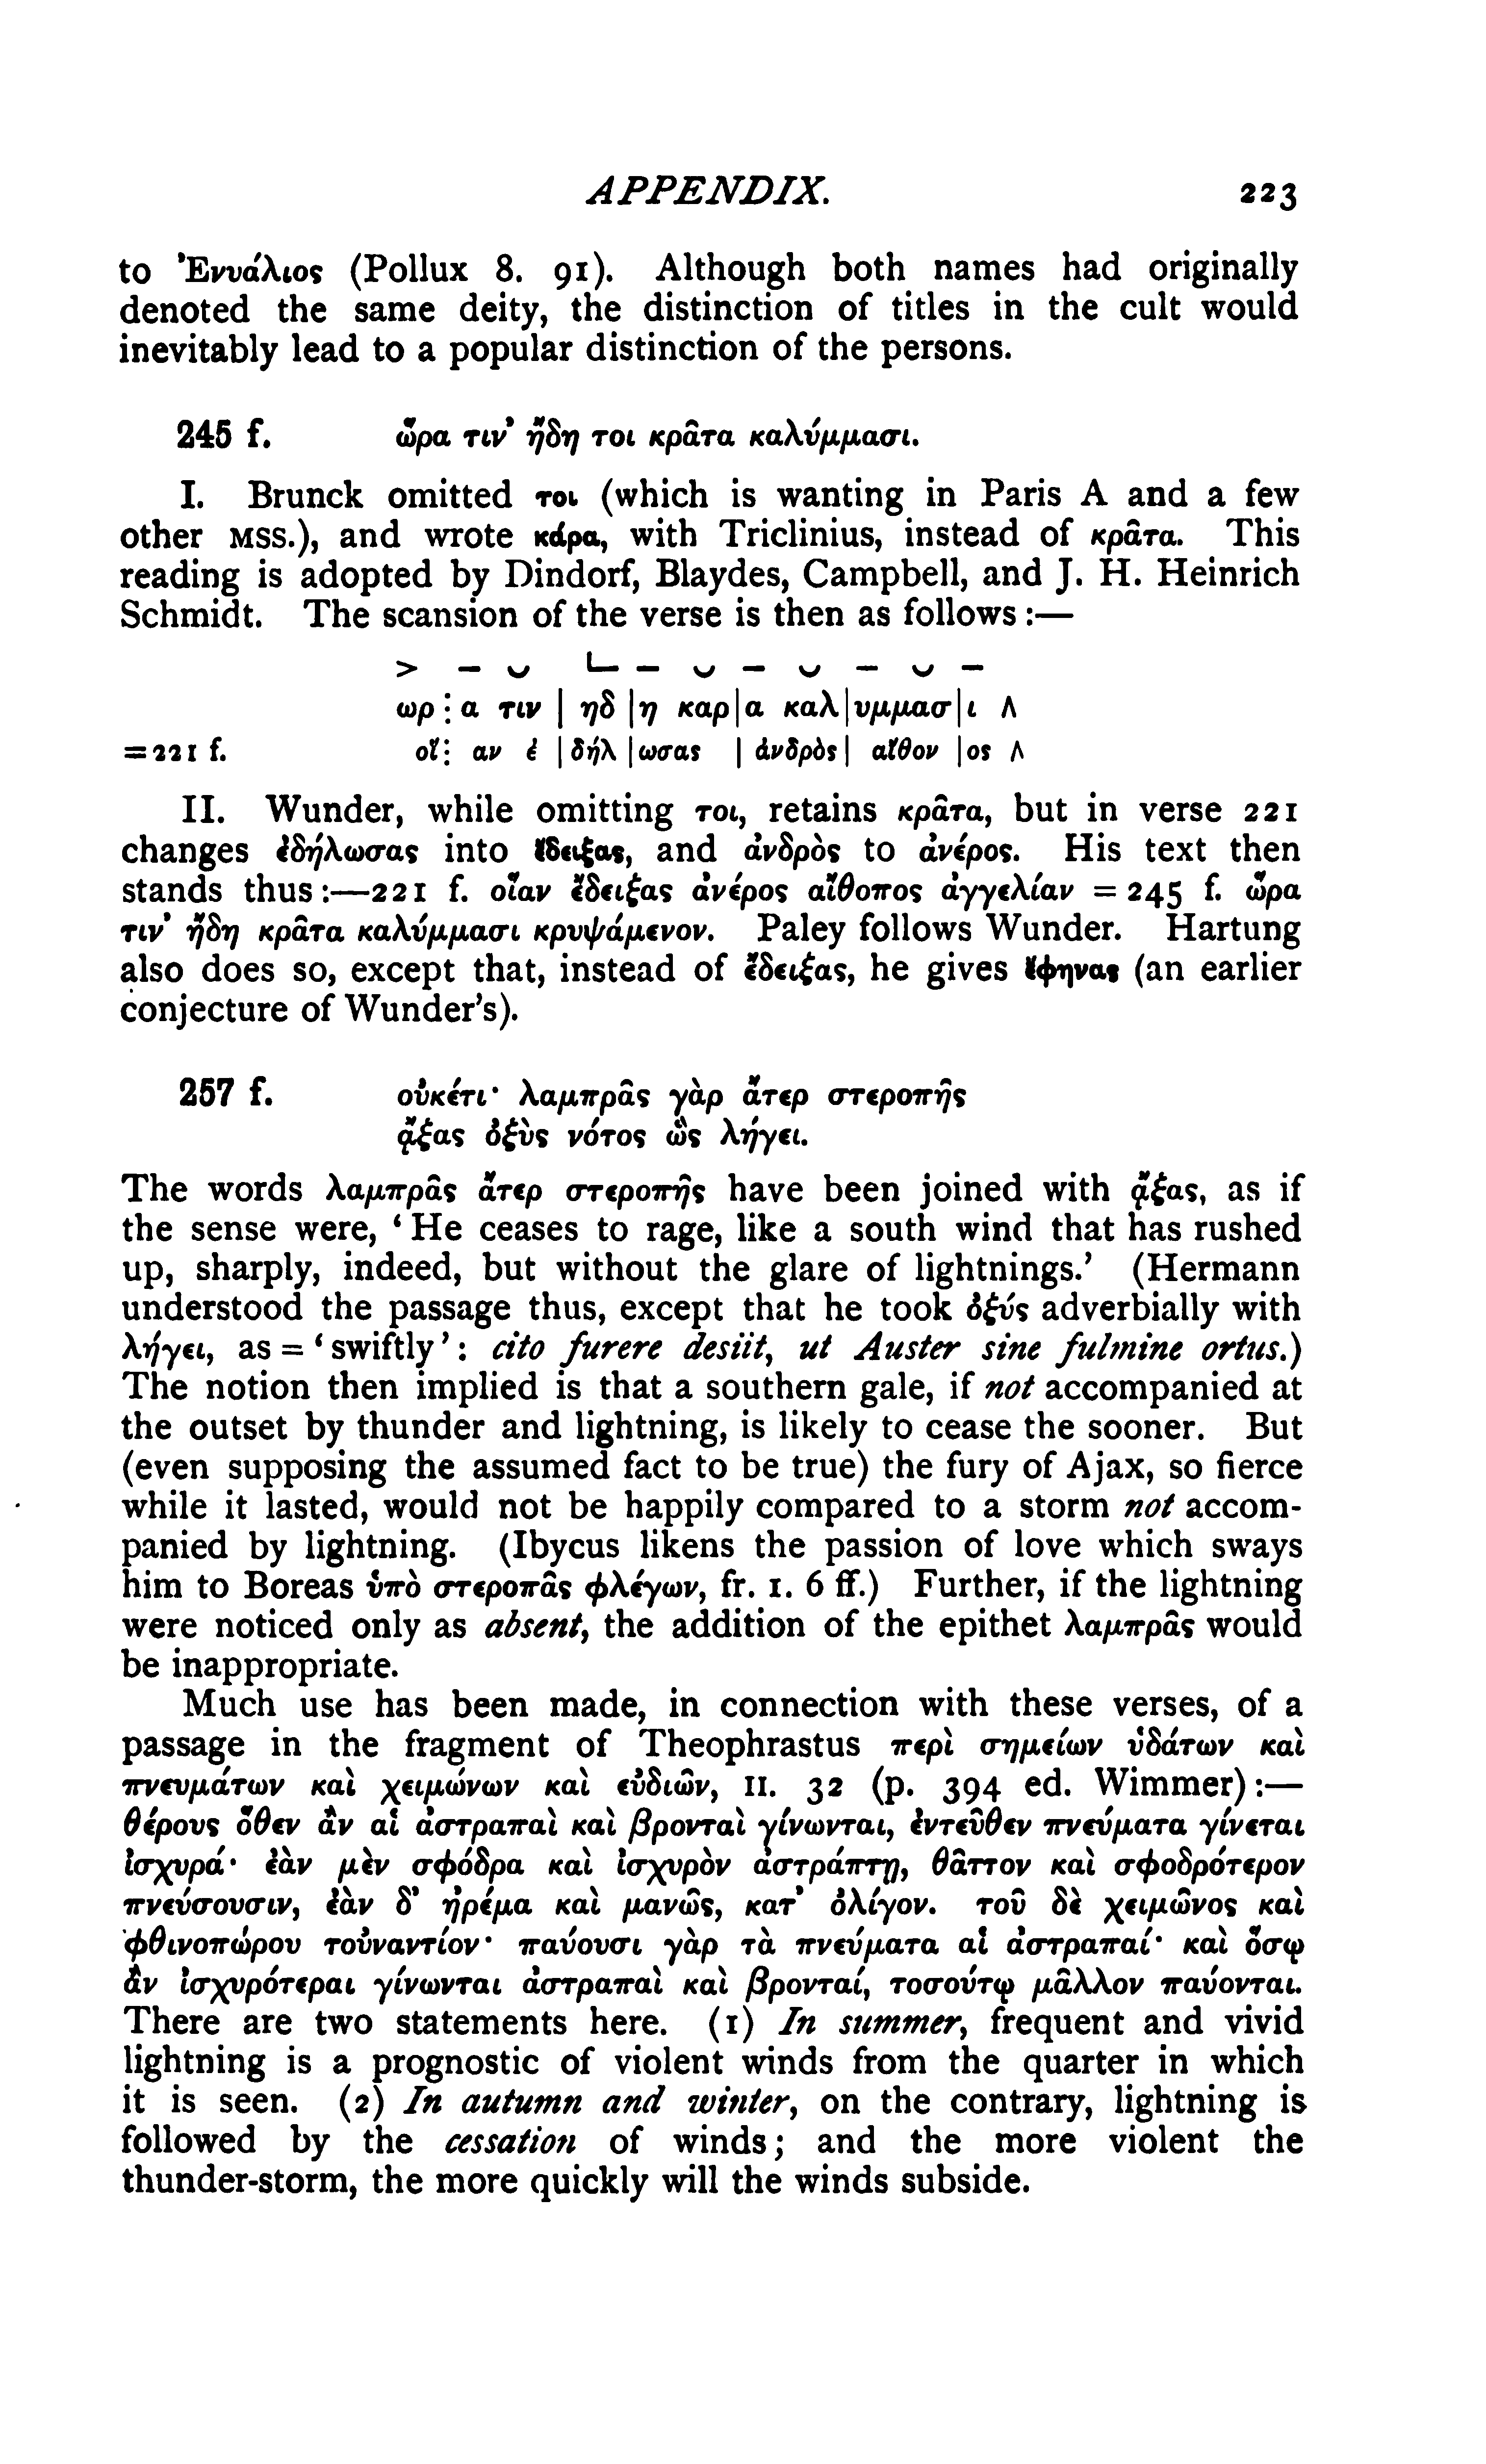 APPENDIX. 223
to Ἐνυάλιος (Pollux 8. 91). Although both names had originally
denoted the same deity, the distinction of titles in the cult would
inevitably lead to a popular distinction of the persons.
245 f. ὥρα τιν’ ἤδη τοι κρᾶτα καλύμμασι.
I. Brunck omitted τοι (which is wanting in Paris A and a few
other MSS.), and wrote κάρα, with Triclinius, instead of κρᾶτα. This
reading is adopted by Dindorf, Blaydes, Campbell, and J. H. Heinrich
Schmidt. The scansion of the verse is then as follows :—
> – ⏑ ∟ – ⏑ – ⏑ – ⏑ –
ωρ ⋮ α τιν | ηδ | η καρ | α καλ | υμμασ | ι Λ
= 221 f. οἵ ⋮ αν ἐ | δήλ | ωσας | ἀνδρὸς | αἴθον | ος Λ
II. Wunder, while omitting τοι, retains κρᾶτα, but in verse 221
changes ἐδήλωσας into ἔδειξας, and ἀνδρὸς to ἀνέρος. His text then
stands thus :—221 f. οἵαν ἔδειξας ἀνέρος αἴθοπος ἀγγελίαν = 245 f. ὥρα
τιν’ ἤδη κρᾶτα καλύμμασι κρυψάμενον. Paley follows Wunder. Hartung
also does so, except that, instead of ἔδειξας, he gives ἔφηνας (an earlier
conjecture of Wunder’s).
257 f. οὐκέτι· λαμπρᾶς γὰρ ἄτερ στεροπῆς
ᾄξας ὀξὺς νότος ὣς λήγει.
The words λαμπρᾶς ἄτερ στεροπῆς have been joined with ᾄξας, as if
the sense were, ‘ He ceases to rage, like a south wind that has rushed
up, sharply, indeed, but without the glare of lightnings.’ (Hermann
understood the passage thus, except that he took ὀξύς adverbially with
λήγει, as = ‘ swiftly ’ : cito furere desiit, ut Auster sine fulmine ortus.)
The notion then implied is that a southern gale, if not accompanied at
the outset by thunder and lightning, is likely to cease the sooner. But
(even supposing the assumed fact to be true) the fury of Ajax, so fierce
while it lasted, would not be happily compared to a storm not accom-
panied by lightning. (Ibycus likens the passion of love which sways
him to Boreas ὑπὸ στεροπᾶς φλέγων, fr. 1. 6 ff.) Further, if the lightning
were noticed only as absent, the addition of the epithet λαμπρᾶς would
be inappropriate.
Much use has been made, in connection with these verses, of a
passage in the fragment of Theophrastus περὶ σημείων ὑδάτων καὶ
πνευμάτων καὶ χειμώνων καὶ εὐδιῶν, II. 32 (p. 394 ed. Wimmer) :—
θέρους ὅθεν ἂν αἱ ἀστραπαὶ καὶ βρονταὶ γίνωνται, ἐντεῦθεν πνεύματα γίνεται
ἰσχυρά· ἐὰν μὲν σφόδρα καὶ ἰσχυρὸν ἀστράπτῃ, θᾶττον καὶ σφοδρότερον
πνεύσουσιν, ἐὰν δ’ ἠρέμα καὶ μανῶς, κατ’ ὀλίγον. τοῦ δὲ χειμῶνος καὶ
φθινοπώρου τοὐναντίον· παύουσι γὰρ τὰ πνεύματα αἱ ἀστραπαί· καὶ ὅσῳ
ἂν ἰσχυρότεραι γίνωνται ἀστραπαὶ καὶ βρονταί, τοσούτῳ μᾶλλον παύονται.
There are two statements here. (1) In summer, frequent and vivid
lightning is a prognostic of violent winds from the quarter in which
it is seen. (2) In autumn and winter, on the contrary, lightning is
followed by the cessation of winds; and the more violent the
thunder-storm, the more quickly will the winds subside.